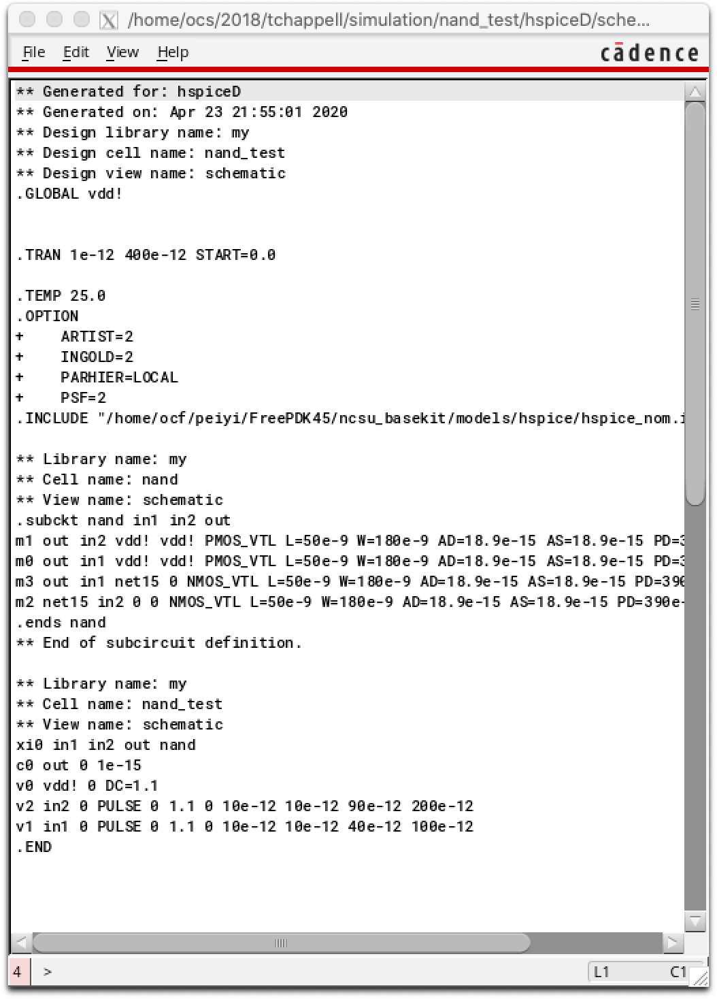 /home/ocs/2018/tchappell/simulation/nand_test/hspiceD/sche...
File Edit View Help cādence
** Generated for: hspiceD
** Generated on: Apr 23 21:55:01 2020
** Design library name: my
** Design cell name: nand_test
** Design view name: schematic
.GLOBAL vdd!
.TRAN 1e-12 400e-12 START=0.0
.TEMP 25.0
.OPTION
+    ARTIST=2
+    INGOLD=2
+    PARHIER=LOCAL
+    PSF=2
.INCLUDE "/home/ocf/peiyi/FreePDK45/ncsu_basekit/models/hspice/hspice_nom.i
** Library name: my
** Cell name: nand
** View name: schematic
.subckt nand in1 in2 out
m1 out in2 vdd! vdd! PMOS_VTL L=50e-9 W=180e-9 AD=18.9e-15 AS=18.9e-15 PD=3
m0 out in1 vdd! vdd! PMOS_VTL L=50e-9 W=180e-9 AD=18.9e-15 AS=18.9e-15 PD=3
m3 out in1 net15 0 NMOS_VTL L=50e-9 W=180e-9 AD=18.9e-15 AS=18.9e-15 PD=390
m2 net15 in2 0 0 NMOS_VTL L=50e-9 W=180e-9 AD=18.9e-15 AS=18.9e-15 PD=390e-
.ends nand
** End of subcircuit definition.
** Library name: my
** Cell name: nand_test
** View name: schematic
xi0 in1 in2 out nand
c0 out 0 1e-15
v0 vdd! 0 DC=1.1
v2 in2 0 PULSE 0 1.1 0 10e-12 10e-12 90e-12 200e-12
v1 in1 0 PULSE 0 1.1 0 10e-12 10e-12 40e-12 100e-12
.END
4 > L1 C1